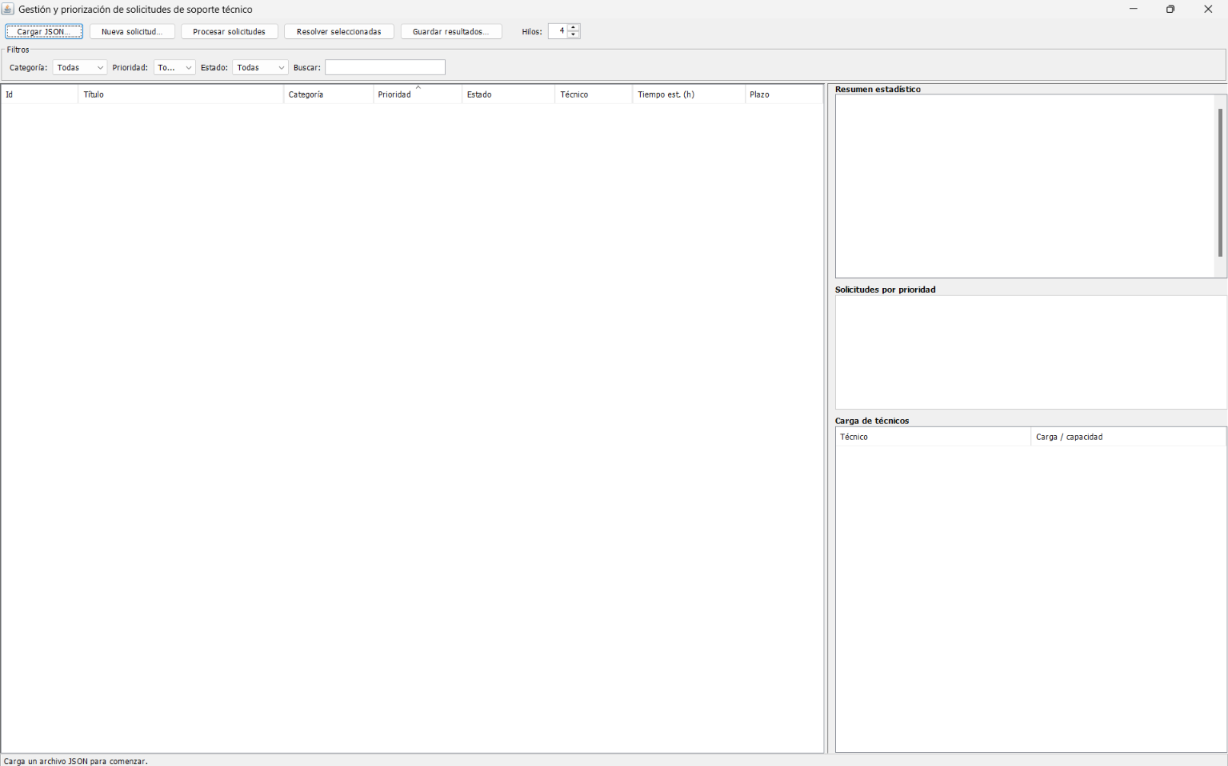 Gestión y priorización de solicitudes de soporte técnico
Cargar JSON... Nueva solicitud... Procesar solicitudes Resolver seleccionadas Guardar resultados... Hilos: 4
Filtros
Categoría: Todas Prioridad: To... Estado: Todas Buscar:
Id Título Categoría Prioridad Estado Técnico Tiempo est. (h) Plazo
Resumen estadístico
Solicitudes por prioridad
Carga de técnicos
Técnico Carga / capacidad
Carga un archivo JSON para comenzar.